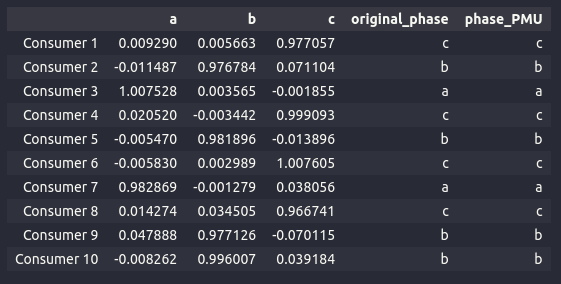 a b c original_phase phase_PMU
Consumer 1 0.009290 0.005663 0.977057 c c
Consumer 2 -0.011487 0.976784 0.071104 b b
Consumer 3 1.007528 0.003565 -0.001855 a a
Consumer 4 0.020520 -0.003442 0.999093 c c
Consumer 5 -0.005470 0.981896 -0.013896 b b
Consumer 6 -0.005830 0.002989 1.007605 c c
Consumer 7 0.982869 -0.001279 0.038056 a a
Consumer 8 0.014274 0.034505 0.966741 c c
Consumer 9 0.047888 0.977126 -0.070115 b b
Consumer 10 -0.008262 0.996007 0.039184 b b